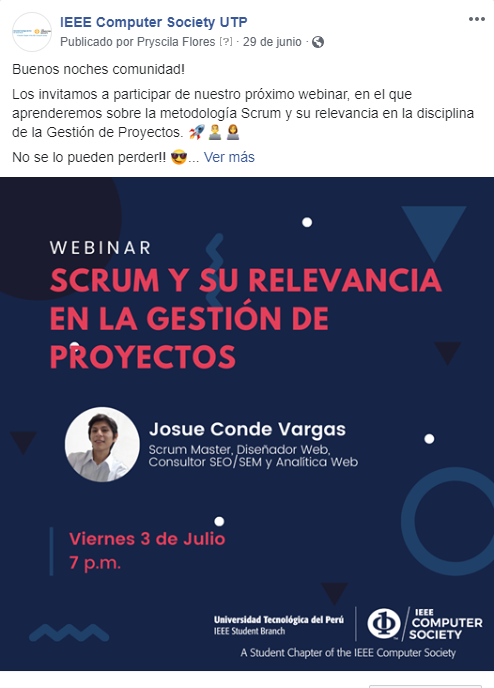 IEEE Computer Society UTP
Publicado por Pryscila Flores [?] · 29 de junio ·
Buenos noches comunidad!
Los invitamos a participar de nuestro próximo webinar, en el que
aprenderemos sobre la metodología Scrum y su relevancia en la disciplina
de la Gestión de Proyectos. 🚀👨‍💼👩‍💼
No se lo pueden perder!! 😎... Ver más
WEBINAR
SCRUM Y SU RELEVANCIA
EN LA GESTIÓN DE
PROYECTOS
Josue Conde Vargas
Scrum Master, Diseñador Web,
Consultor SEO/SEM y Analítica Web
Viernes 3 de Julio
7 p.m.
Universidad Tecnológica del Perú
IEEE Student Branch
IEEE
COMPUTER
SOCIETY
A Student Chapter of the IEEE Computer Society